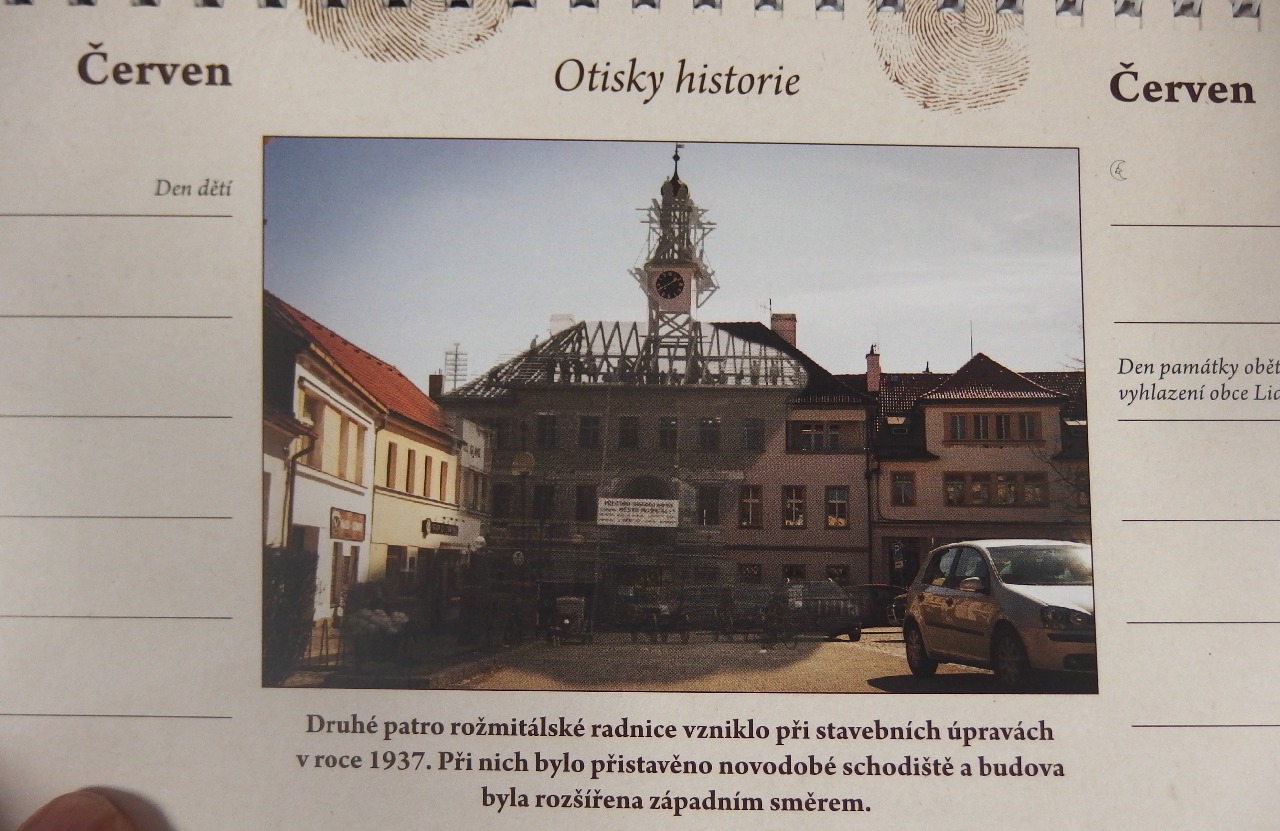 Červen
Otisky historie
Červen
Den dětí
Den památky obět
vyhlazení obce Lid
Druhé patro rožmitálské radnice vzniklo při stavebních úpravách
v roce 1937. Při nich bylo přistavěno novodobé schodiště a budova
byla rozšířena západním směrem.